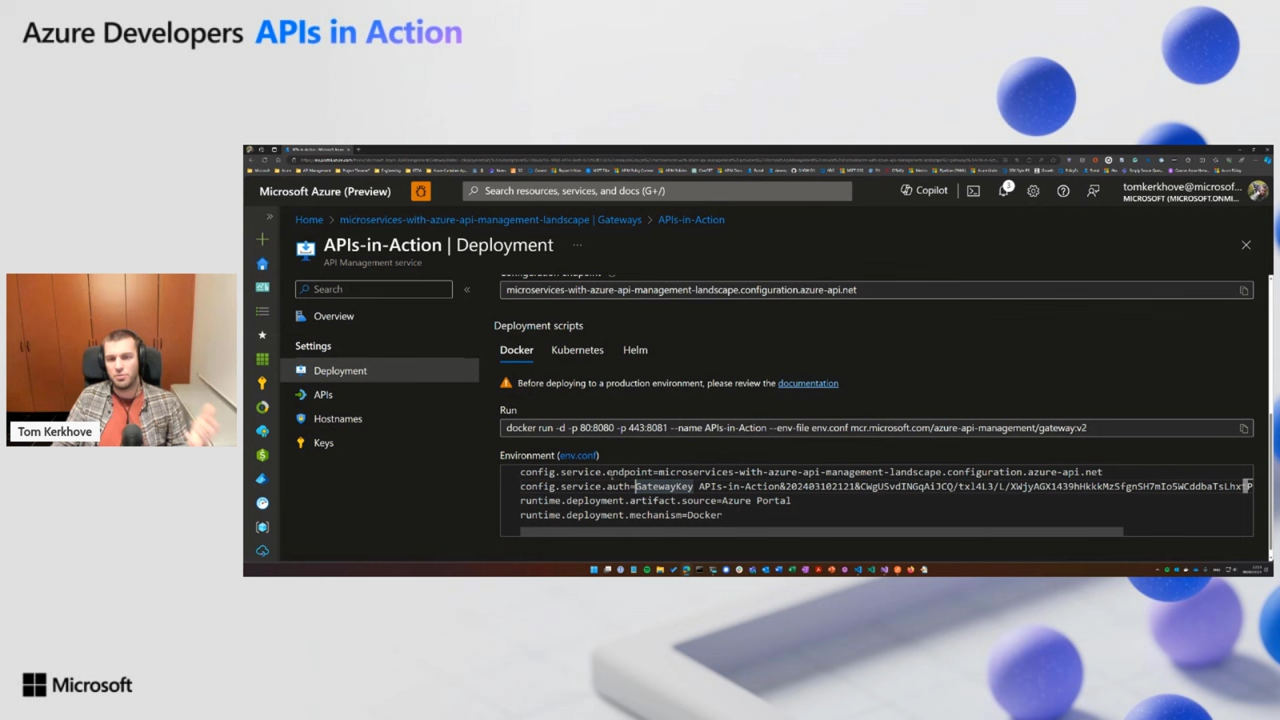 Azure Developers APIs in Action
Microsoft Azure (Preview)
Search resources, services, and docs (G+/)
Copilot
1
tomkerkhove@microsof...
MICROSOFT (MICROSOFT.ONMI...
Home > microservices-with-azure-api-management-landscape | Gateways > APIs-in-Action
APIs-in-Action | Deployment ...
API Management service
Search
«
Overview
Settings
Deployment
APIs
Hostnames
Keys
Configuration Endpoint
microservices-with-azure-api-management-landscape.configuration.azure-api.net
Deployment scripts
Docker Kubernetes Helm
Before deploying to a production environment, please review the documentation
Run
docker run -d -p 80:8080 -p 443:8081 --name APIs-in-Action --env-file env.conf mcr.microsoft.com/azure-api-management/gateway:v2
Environment (env.conf)
config.service.endpoint=microservices-with-azure-api-management-landscape.configuration.azure-api.net
config.service.auth=GatewayKey APIs-in-Action&202403102121&
runtime.deployment.artifact.source=Azure Portal
runtime.deployment.mechanism=Docker
Tom Kerkhove
Microsoft